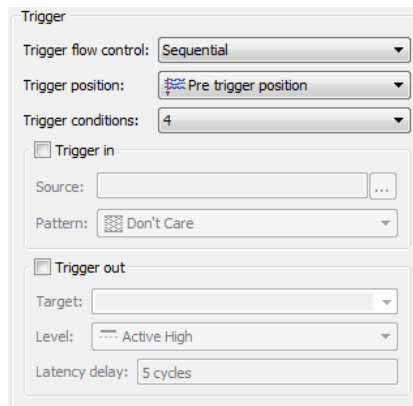 Trigger
Trigger flow control: Sequential
Trigger position: Pre trigger position
Trigger conditions: 4
Trigger in
Source: ...
Pattern: Don't Care
Trigger out
Target:
Level: Active High
Latency delay: 5 cycles